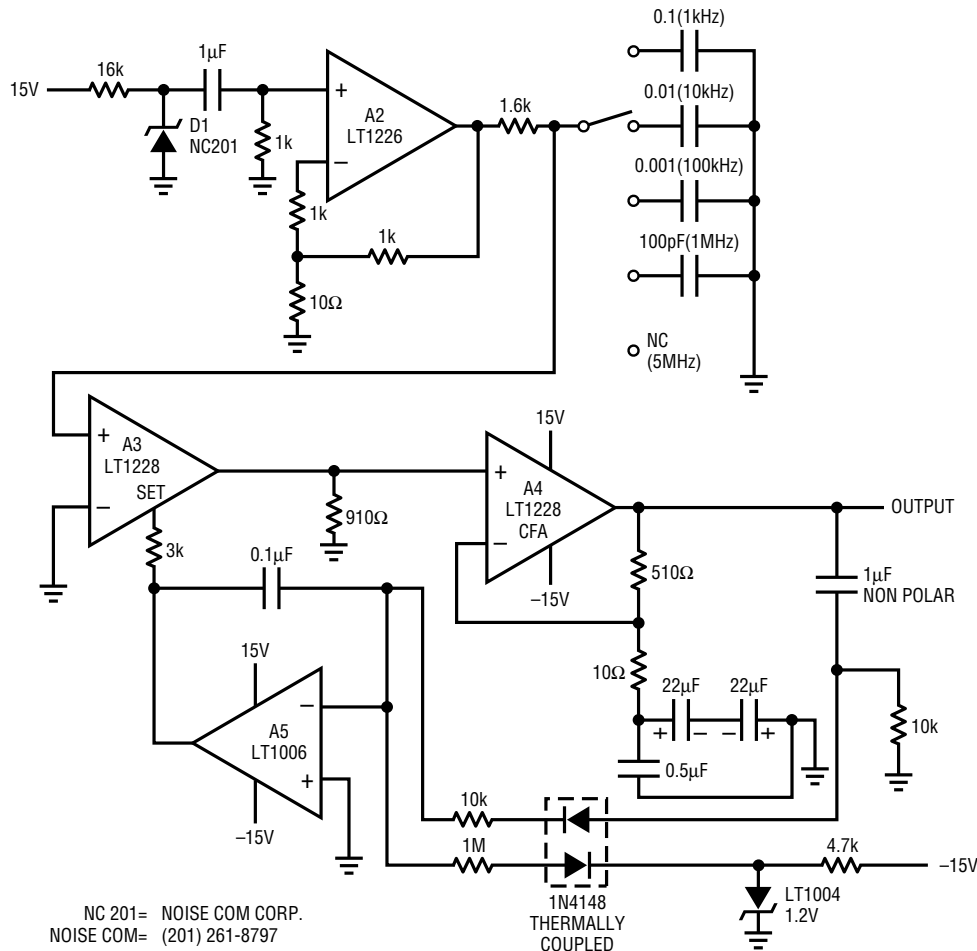 0.1(1kHz)
1µF
15V
16k
0.01(10kHz)
+
A2
LT1226
1.6k
D1
NC201
1k
–
0.001(100kHz)
1k
1k
100pF(1MHz)
10Ω
NC
(5MHz)
15V
+
A3
LT1228
SET
–
+
A4
LT1228
CFA
–
OUTPUT
910Ω
3k
0.1µF
510Ω
1µF
NON POLAR
–15V
15V
10Ω
22µF
22µF
+ –
– +
10k
–
A5
LT1006
+
0.5µF
–15V
10k
1M
4.7k
–15V
1N4148
THERMALLY
COUPLED
LT1004
1.2V
NC 201= NOISE COM CORP.
NOISE COM= (201) 261-8797